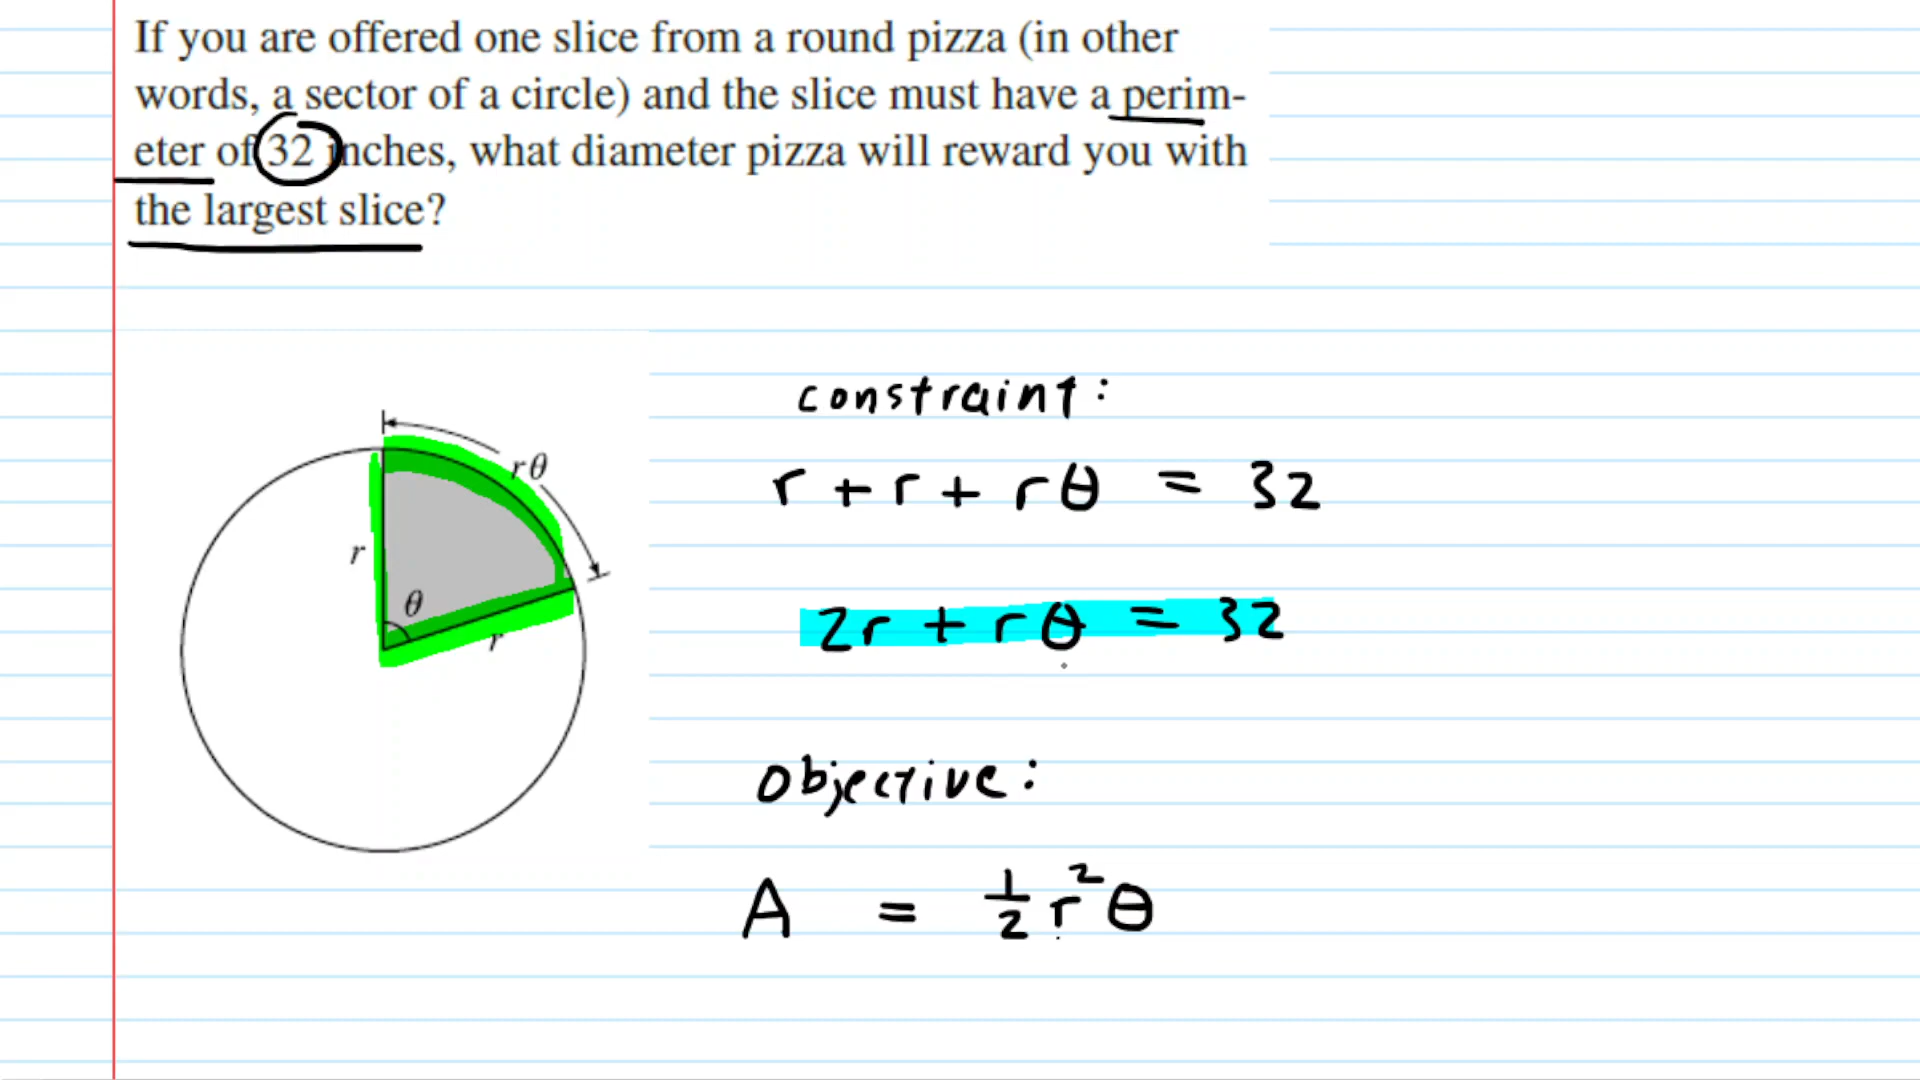 If you are offered one slice from a round pizza (in other
words, a sector of a circle) and the slice must have a perim-
eter of 32 inches, what diameter pizza will reward you with
the largest slice?
constraint:
rθ
r + r + rθ = 32
r
θ
2r + rθ = 32
r
objective:
A = 1/2 r²θ